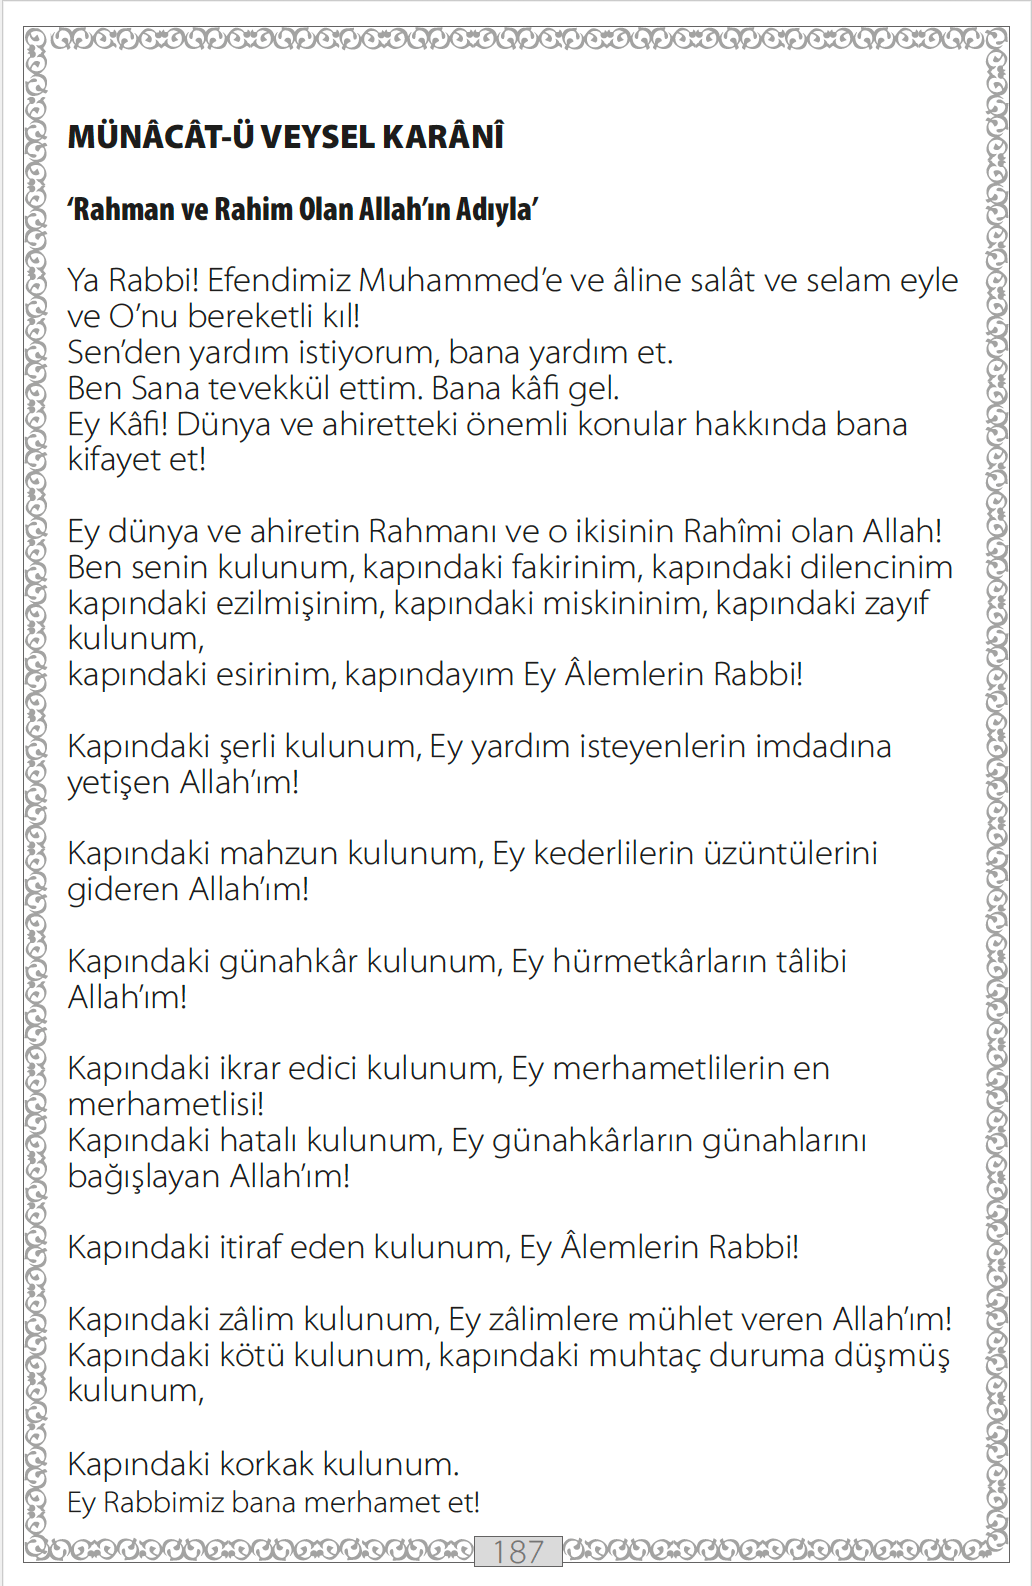 MÜNÂCÂT-Ü VEYSEL KARÂNÎ
‘Rahman ve Rahim Olan Allah’ın Adıyla’
Ya Rabbi! Efendimiz Muhammed’e ve âline salât ve selam eyle
ve O’nu bereketli kıl!
Sen’den yardım istiyorum, bana yardım et.
Ben Sana tevekkül ettim. Bana kâfi gel.
Ey Kâfi! Dünya ve ahiretteki önemli konular hakkında bana
kifayet et!
Ey dünya ve ahiretin Rahmanı ve o ikisinin Rahîmi olan Allah!
Ben senin kulunum, kapındaki fakirinim, kapındaki dilencinim
kapındaki ezilmişinim, kapındaki miskininim, kapındaki zayıf
kulunum,
kapındaki esirinim, kapındayım Ey Âlemlerin Rabbi!
Kapındaki şerli kulunum, Ey yardım isteyenlerin imdadına
yetişen Allah’ım!
Kapındaki mahzun kulunum, Ey kederlilerin üzüntülerini
gideren Allah’ım!
Kapındaki günahkâr kulunum, Ey hürmetkârların tâlibi
Allah’ım!
Kapındaki ikrar edici kulunum, Ey merhametlilerin en
merhametlisi!
Kapındaki hatalı kulunum, Ey günahkârların günahlarını
bağışlayan Allah’ım!
Kapındaki itiraf eden kulunum, Ey Âlemlerin Rabbi!
Kapındaki zâlim kulunum, Ey zâlimlere mühlet veren Allah’ım!
Kapındaki kötü kulunum, kapındaki muhtaç duruma düşmüş
kulunum,
Kapındaki korkak kulunum.
Ey Rabbimiz bana merhamet et!
187